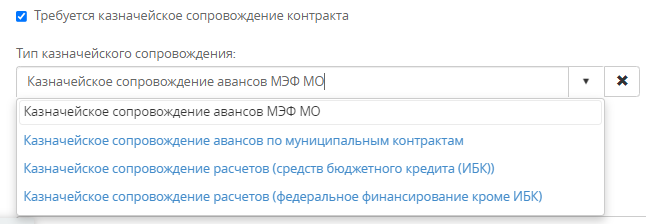 Требуется казначейское сопровождение контракта
Тип казначейского сопровождения:
Казначейское сопровождение авансов МЭФ МО
Казначейское сопровождение авансов МЭФ МО
Казначейское сопровождение авансов по муниципальным контрактам
Казначейское сопровождение расчетов (средств бюджетного кредита (ИБК))
Казначейское сопровождение расчетов (федеральное финансирование кроме ИБК)